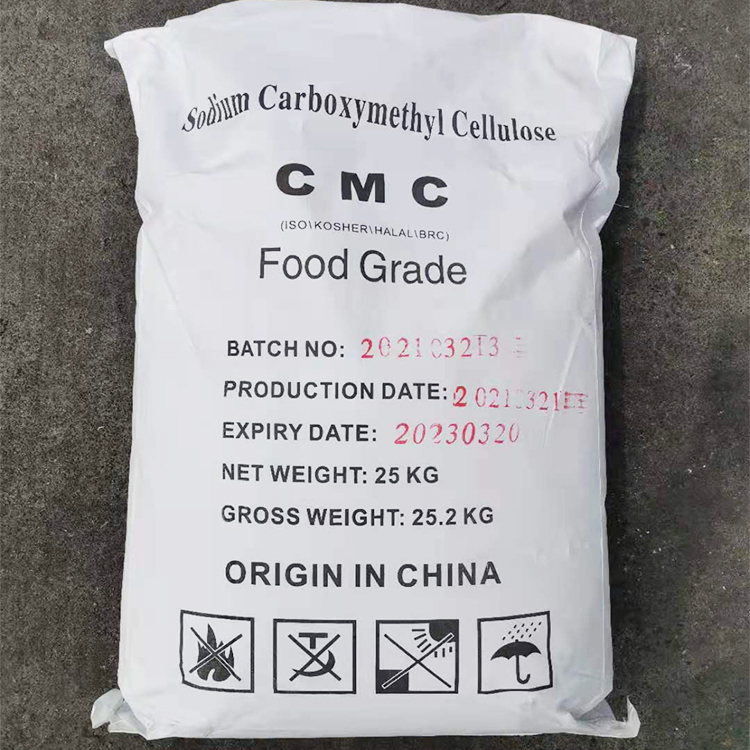 Sodium Carboxymethyl Cellulose
C M C
(ISO\KOSHER\HALAL\BRC)
Food Grade
BATCH NO: 202103213
PRODUCTION DATE:
EXPIRY DATE: 20230320
NET WEIGHT: 25 KG
GROSS WEIGHT: 25.2 KG
ORIGIN IN CHINA